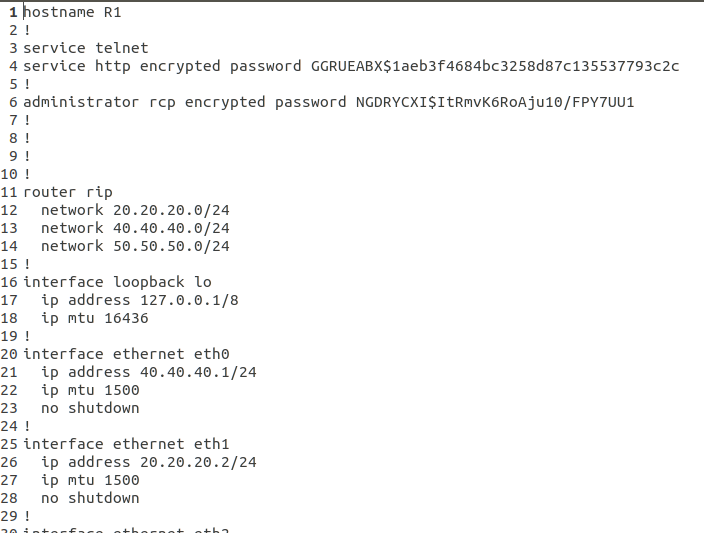 1 hostname R1
2 !
3 service telnet
4 service http encrypted password GGRUEABX$1aeb3f4684bc3258d87c135537793c2c
5 !
6 administrator rcp encrypted password NGDRYCXI$ItRmvK6RoAju10/FPY7UU1
7 !
8 !
9 !
10 !
11 router rip
12 network 20.20.20.0/24
13 network 40.40.40.0/24
14 network 50.50.50.0/24
15 !
16 interface loopback lo
17 ip address 127.0.0.1/8
18 ip mtu 16436
19 !
20 interface ethernet eth0
21 ip address 40.40.40.1/24
22 ip mtu 1500
23 no shutdown
24 !
25 interface ethernet eth1
26 ip address 20.20.20.2/24
27 ip mtu 1500
28 no shutdown
29 !
30 interface ethernet eth2